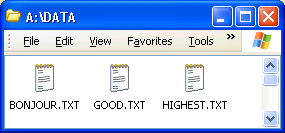 A:\DATA
File Edit View Favorites Tools »
BONJOUR.TXT GOOD.TXT HIGHEST.TXT